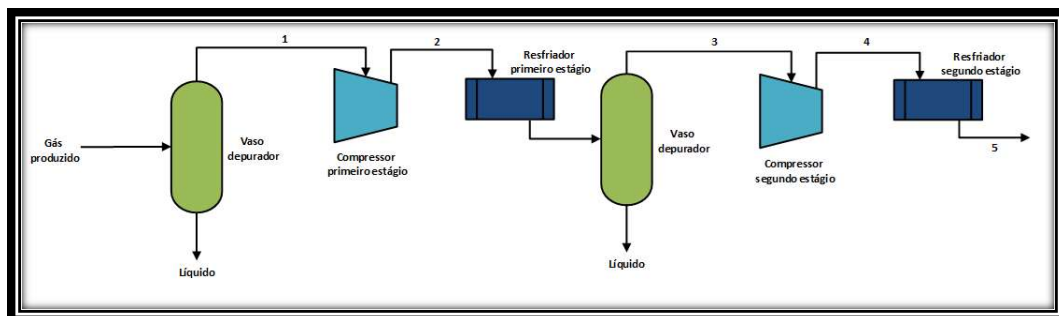 1
2
3
4
Resfriador
primeiro estágio
Resfriador
segundo estágio
Gás
produzido
Vaso
depurador
Compressor
primeiro estágio
Vaso
depurador
Compressor
segundo estágio
5
Líquido
Líquido